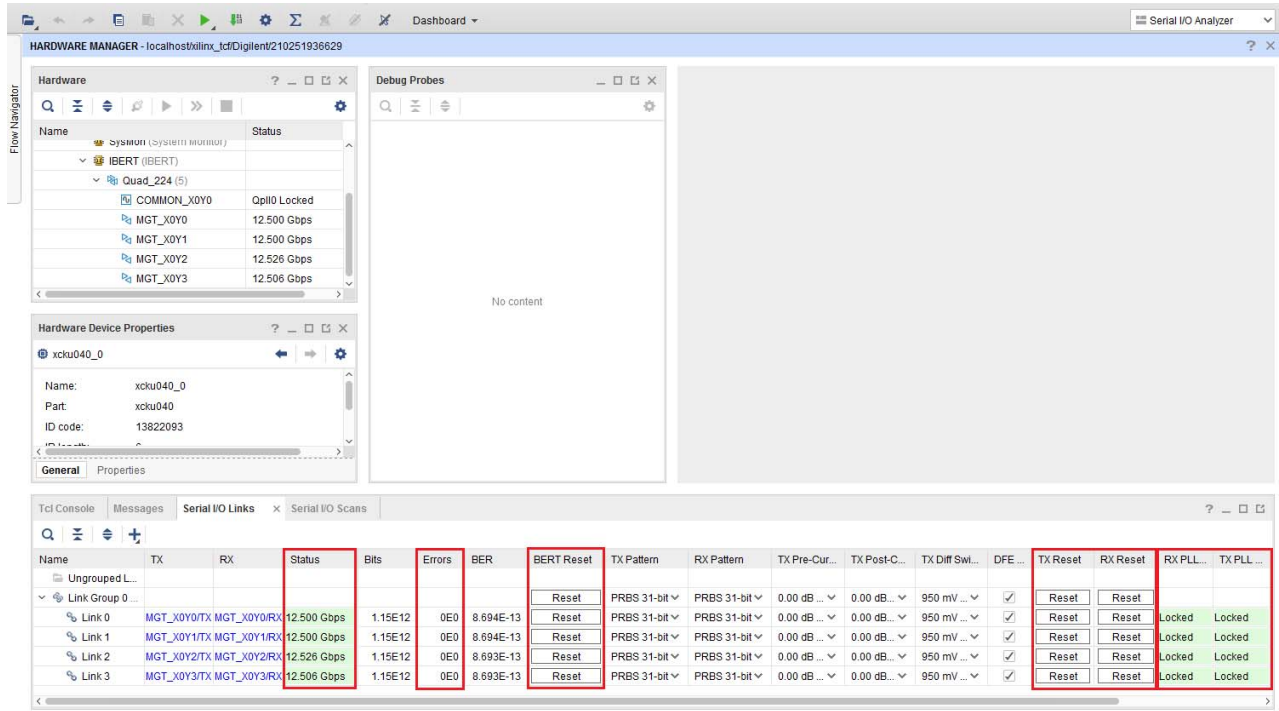 Dashboard
Serial I/O Analyzer
HARDWARE MANAGER - localhost/xilinx_tcf/Digilent/210251936629
Flow Navigator
Hardware
Name Status
SysMon (System Monitor)
IBERT (IBERT)
Quad_224 (5)
COMMON_X0Y0 Qpll0 Locked
MGT_X0Y0 12.500 Gbps
MGT_X0Y1 12.500 Gbps
MGT_X0Y2 12.526 Gbps
MGT_X0Y3 12.506 Gbps
Debug Probes
No content
Hardware Device Properties
xcku040_0
Name: xcku040_0
Part: xcku040
ID code: 13822093
General Properties
Tcl Console Messages Serial I/O Links Serial I/O Scans
Name TX RX Status Bits Errors BER BERT Reset TX Pattern RX Pattern TX Pre-Cur... TX Post-C... TX Diff Swi... DFE ... TX Reset RX Reset RX PLL... TX PLL ...
Ungrouped L...
Link Group 0 ... Reset PRBS 31-bit PRBS 31-bit 0.00 dB ... 0.00 dB... 950 mV ... Reset Reset
Link 0 MGT_X0Y0/TX MGT_X0Y0/RX 12.500 Gbps 1.15E12 0E0 8.694E-13 Reset PRBS 31-bit PRBS 31-bit 0.00 dB ... 0.00 dB... 950 mV ... Reset Reset Locked Locked
Link 1 MGT_X0Y1/TX MGT_X0Y1/RX 12.500 Gbps 1.15E12 0E0 8.694E-13 Reset PRBS 31-bit PRBS 31-bit 0.00 dB ... 0.00 dB... 950 mV ... Reset Reset Locked Locked
Link 2 MGT_X0Y2/TX MGT_X0Y2/RX 12.526 Gbps 1.15E12 0E0 8.693E-13 Reset PRBS 31-bit PRBS 31-bit 0.00 dB ... 0.00 dB... 950 mV ... Reset Reset Locked Locked
Link 3 MGT_X0Y3/TX MGT_X0Y3/RX 12.506 Gbps 1.15E12 0E0 8.693E-13 Reset PRBS 31-bit PRBS 31-bit 0.00 dB ... 0.00 dB... 950 mV ... Reset Reset Locked Locked